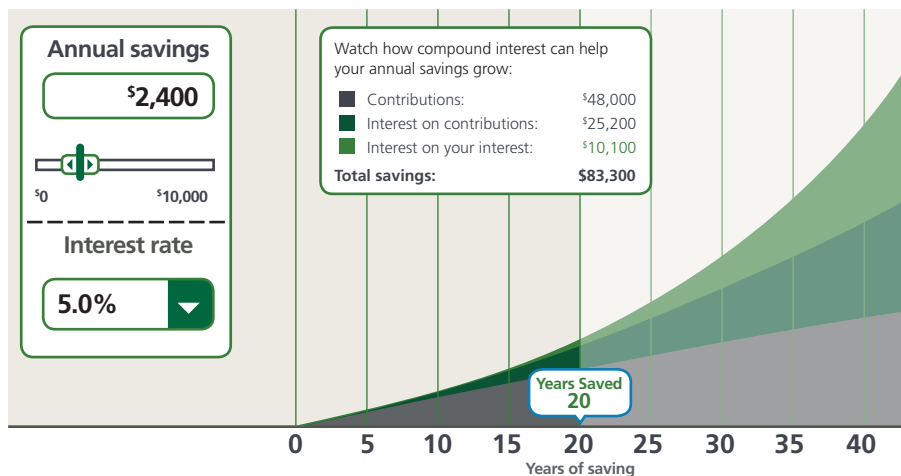 Annual savings
$2,400
$0
$10,000
Interest rate
5.0%
Watch how compound interest can help
your annual savings grow:
Contributions: $48,000
Interest on contributions: $25,200
Interest on your interest: $10,100
Total savings: $83,300
Years Saved
20
0 5 10 15 20 25 30 35 40
Years of saving